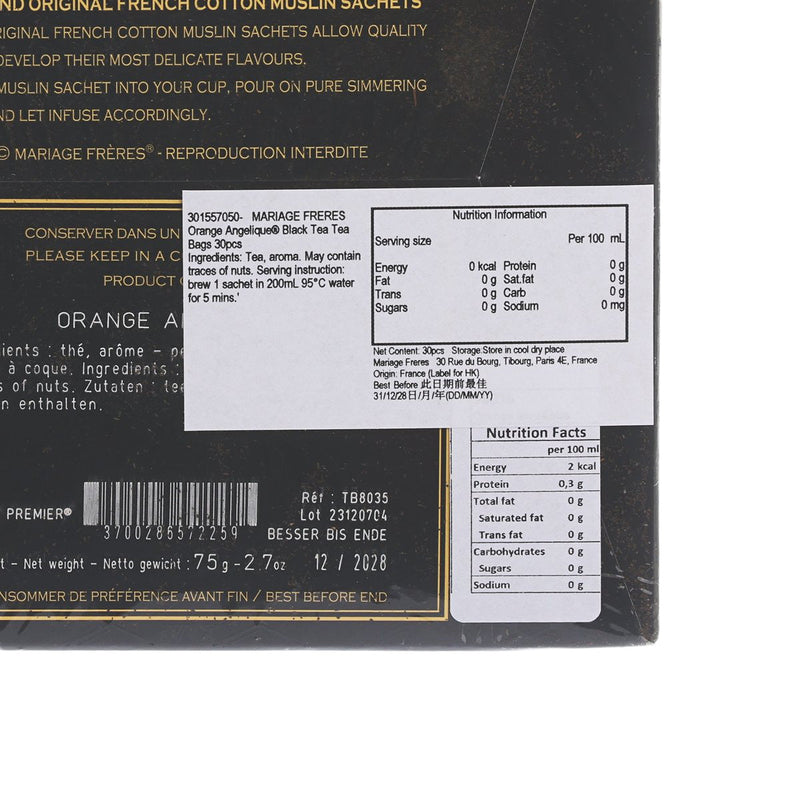 ND ORIGINAL FRENCH COTTON MUSLIN SACHETS
RIGINAL FRENCH COTTON MUSLIN SACHETS ALLOW QUALITY
DEVELOP THEIR MOST DELICATE FLAVOURS.
MUSLIN SACHET INTO YOUR CUP, POUR ON PURE SIMMERING
ND LET INFUSE ACCORDINGLY.
© MARIAGE FRÈRES® - REPRODUCTION INTERDITE
CONSERVER DANS UN
PLEASE KEEP IN A C
PRODUCT
ORANGE A
ients : thé, arôme – pe
à coque. Ingredients :
s of nuts. Zutaten : tee
n enthalten.
301557050- MARIAGE FRERES
Orange Angelique® Black Tea Tea
Bags 30pcs
Ingredients: Tea, aroma. May contain
traces of nuts. Serving instruction:
brew 1 sachet in 200mL 95°C water
for 5 mins.'
Nutrition Information
Serving size Per 100 mL
Energy 0 kcal Protein 0 g
Fat 0 g Sat.fat 0 g
Trans 0 g Carb 0 g
Sugars 0 g Sodium 0 mg
Net Content: 30pcs Storage:Store in cool dry place
Mariage Freres 30 Rue du Bourg, Tibourg, Paris 4E, France
Origin: France (Label for HK)
Best Before 此日期前最佳
31/12/28日/月/年(DD/MM/YY)
Nutrition Facts
per 100 ml
Energy 2 kcal
Protein 0,3 g
Total fat 0 g
Saturated fat 0 g
Trans fat 0 g
Carbohydrates 0 g
Sugars 0 g
Sodium 0 g
PREMIER®
3700286572259
Réf : TB8035
Lot 23120704
BESSER BIS ENDE
t - Net weight - Netto gewicht : 75g - 2.7oz 12 / 2028
NSOMMER DE PRÉFÉRENCE AVANT FIN / BEST BEFORE END